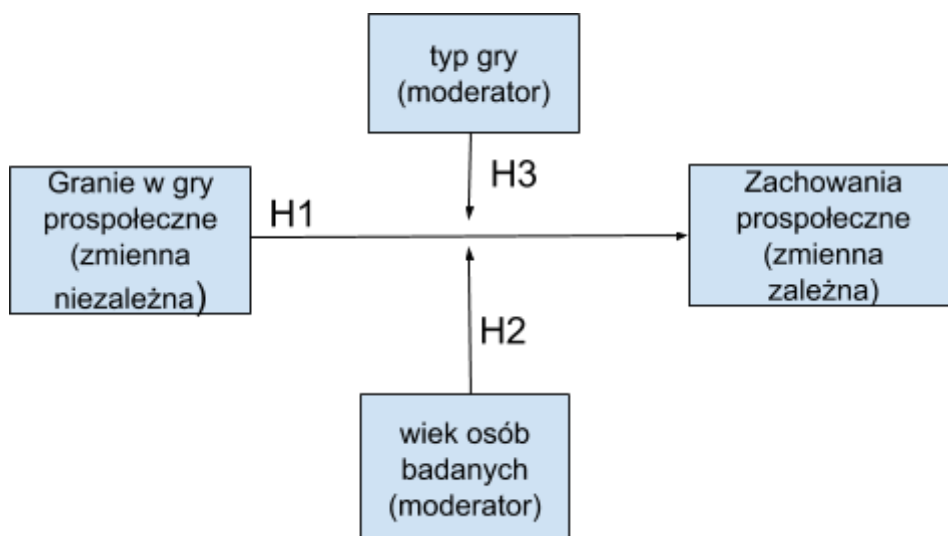 typ gry
(moderator)
H3
Granie w gry
prospołeczne
(zmienna
niezależna)
H1
Zachowania
prospołeczne
(zmienna
zależna)
H2
wiek osób
badanych
(moderator)